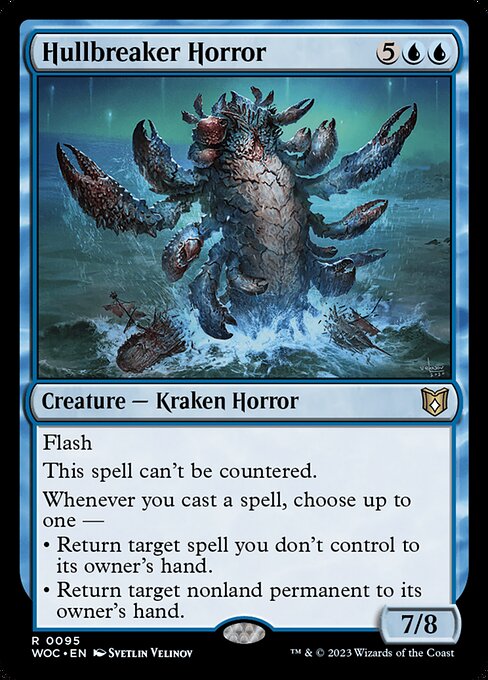 Hullbreaker Horror 5
Creature — Kraken Horror
Flash
This spell can't be countered.
Whenever you cast a spell, choose up to
one —
• Return target spell you don't control to
its owner's hand.
• Return target nonland permanent to its
owner's hand.
7/8
R 0095
WOC • EN Svetlin Velinov
™ & © 2023 Wizards of the Coast